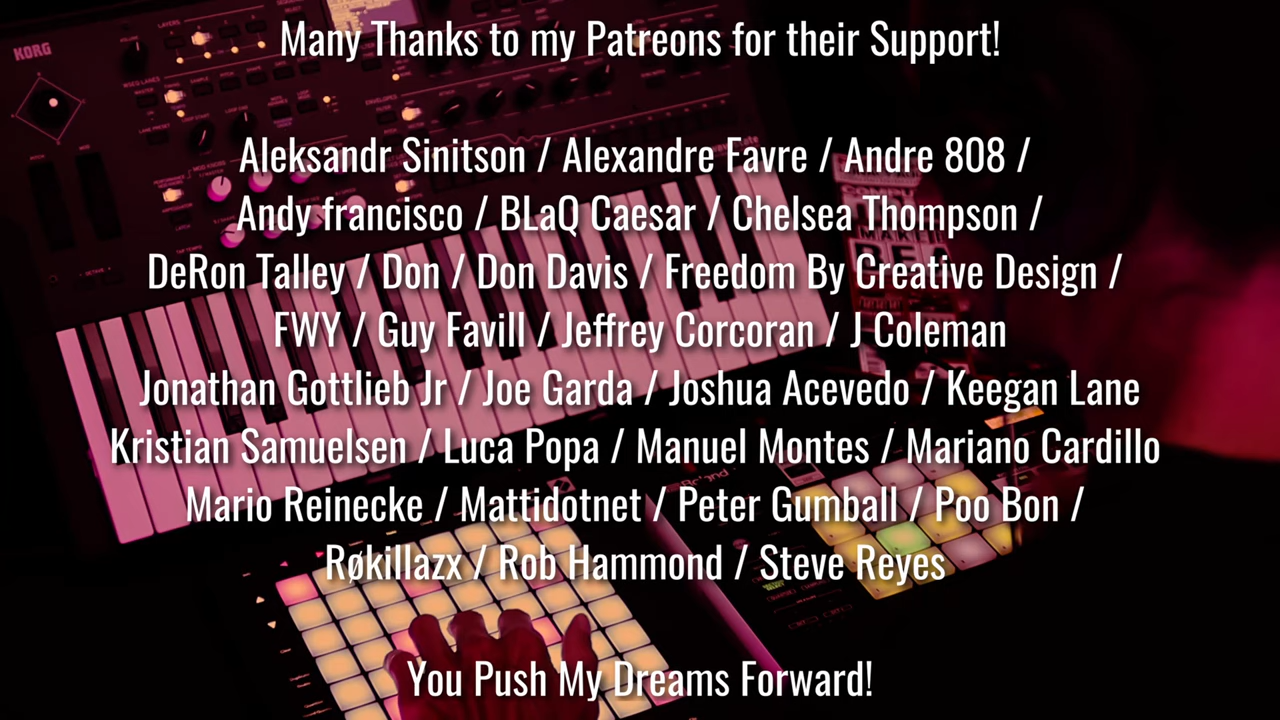 Many Thanks to my Patreons for their Support!
Aleksandr Sinitson / Alexandre Favre / Andre 808 /
Andy francisco / BLaQ Caesar / Chelsea Thompson /
DeRon Talley / Don / Don Davis / Freedom By Creative Design /
FWY / Guy Favill / Jeffrey Corcoran / J Coleman
Jonathan Gottlieb Jr / Joe Garda / Joshua Acevedo / Keegan Lane
Kristian Samuelsen / Luca Popa / Manuel Montes / Mariano Cardillo
Mario Reinecke / Mattidotnet / Peter Gumball / Poo Bon /
Røkillazx / Rob Hammond / Steve Reyes
You Push My Dreams Forward!
KORG
Roland